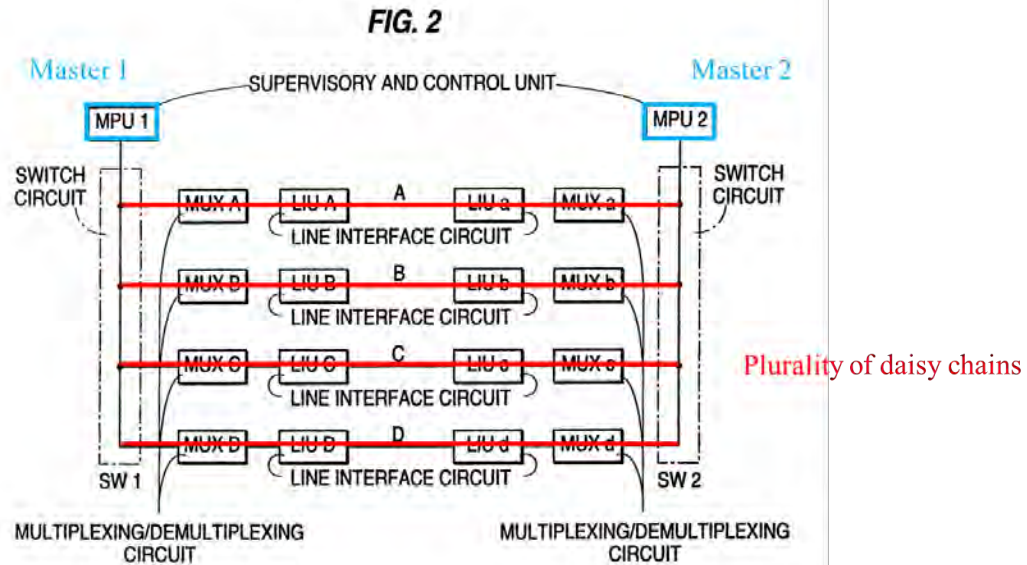 FIG. 2
Master 1
Master 2
SUPERVISORY AND CONTROL UNIT
MPU 1
MPU 2
SWITCH
CIRCUIT
SWITCH
CIRCUIT
A
MUX A
LIU A
LIU a
MUX a
LINE INTERFACE CIRCUIT
B
MUX B
LIU B
LIU b
MUX b
LINE INTERFACE CIRCUIT
C
MUX C
LIU C
MUX c
Plurality of daisy chains
LINE INTERFACE CIRCUIT
D
MUX D
LIU D
LIU d
MUX d
LINE INTERFACE CIRCUIT
SW 1
SW 2
MULTIPLEXING/DEMULTIPLEXING
CIRCUIT
MULTIPLEXING/DEMULTIPLEXING
CIRCUIT